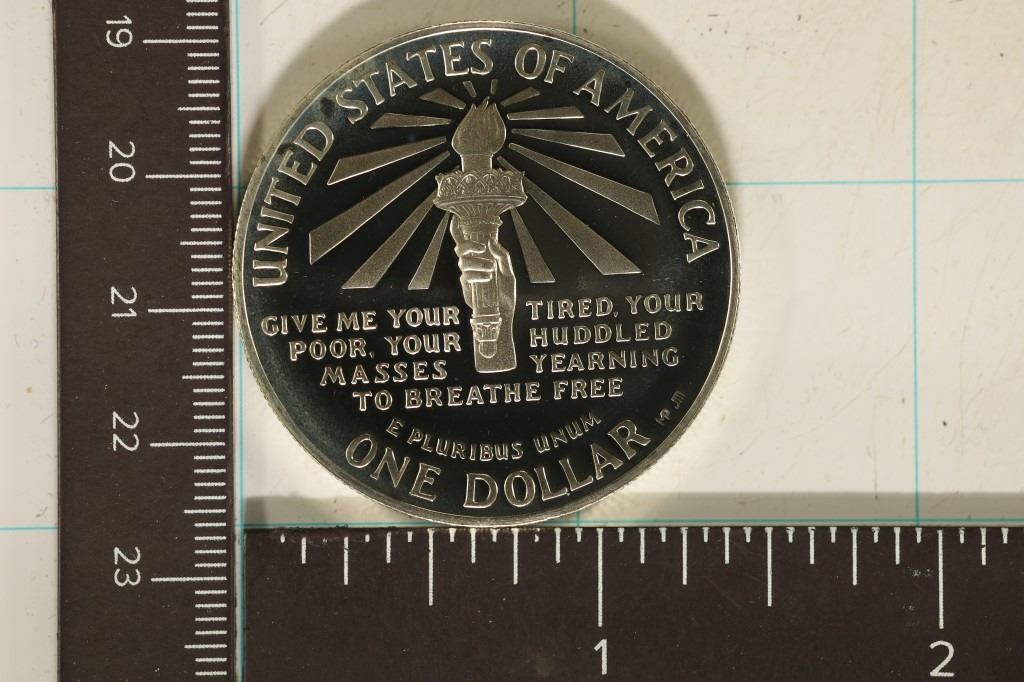 UNITED STATES OF AMERICA
GIVE ME YOUR TIRED, YOUR
POOR, YOUR HUDDLED
MASSES YEARNING
TO BREATHE FREE
E PLURIBUS UNUM
ONE DOLLAR
19
20
21
22
23
1
2